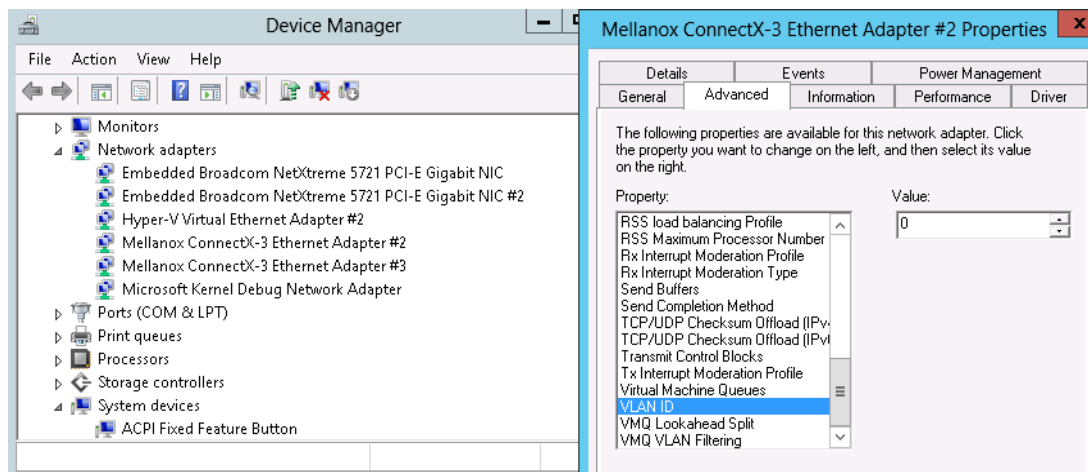 Device Manager
File Action View Help
Monitors
Network adapters
Embedded Broadcom NetXtreme 5721 PCI-E Gigabit NIC
Embedded Broadcom NetXtreme 5721 PCI-E Gigabit NIC #2
Hyper-V Virtual Ethernet Adapter #2
Mellanox ConnectX-3 Ethernet Adapter #2
Mellanox ConnectX-3 Ethernet Adapter #3
Microsoft Kernel Debug Network Adapter
Ports (COM & LPT)
Print queues
Processors
Storage controllers
System devices
ACPI Fixed Feature Button
Mellanox ConnectX-3 Ethernet Adapter #2 Properties
Details Events Power Management
General Advanced Information Performance Driver
The following properties are available for this network adapter. Click
the property you want to change on the left, and then select its value
on the right.
Property:
RSS load balancing Profile
RSS Maximum Processor Number
Rx Interrupt Moderation Profile
Rx Interrupt Moderation Type
Send Buffers
Send Completion Method
TCP/UDP Checksum Offload (IPv
TCP/UDP Checksum Offload (IPv
Transmit Control Blocks
Tx Interrupt Moderation Profile
Virtual Machine Queues
VLAN ID
VMQ Lookahead Split
VMQ VLAN Filtering
Value:
0